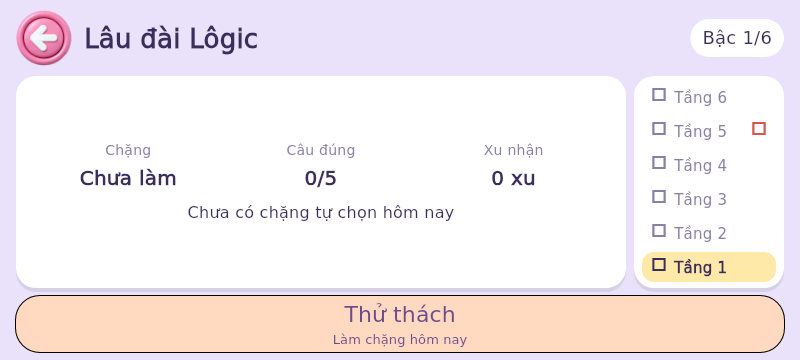 Lâu đài Lôgic
Bậc 1/6
Chặng
Chưa làm
Câu đúng
0/5
Xu nhận
0 xu
Chưa có chặng tự chọn hôm nay
Tầng 6
Tầng 5
Tầng 4
Tầng 3
Tầng 2
Tầng 1
Thử thách
Làm chặng hôm nay